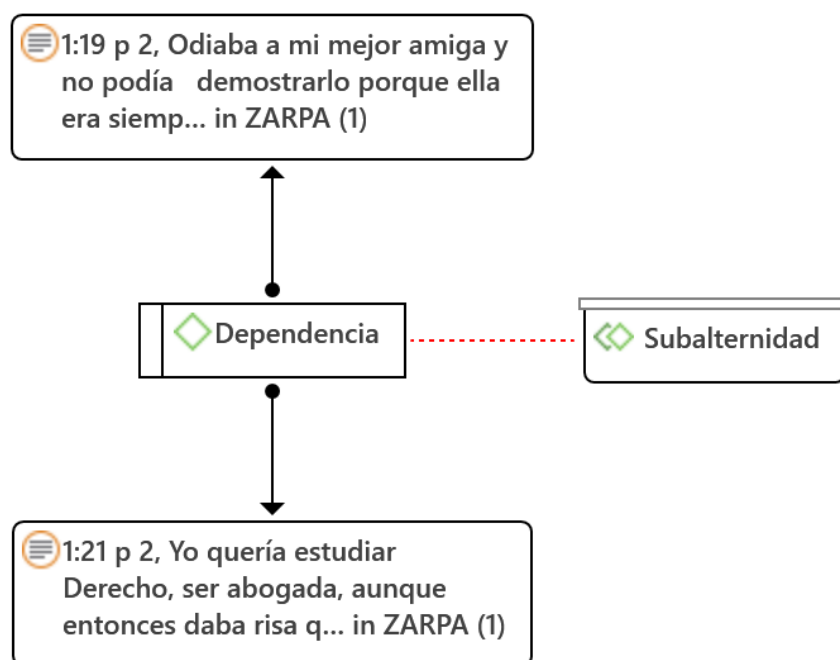 1:19 p 2, Odiaba a mi mejor amiga y
no podía demostrarlo porque ella
era siemp... in ZARPA (1)
Dependencia
Subalternidad
1:21 p 2, Yo quería estudiar
Derecho, ser abogada, aunque
entonces daba risa q... in ZARPA (1)